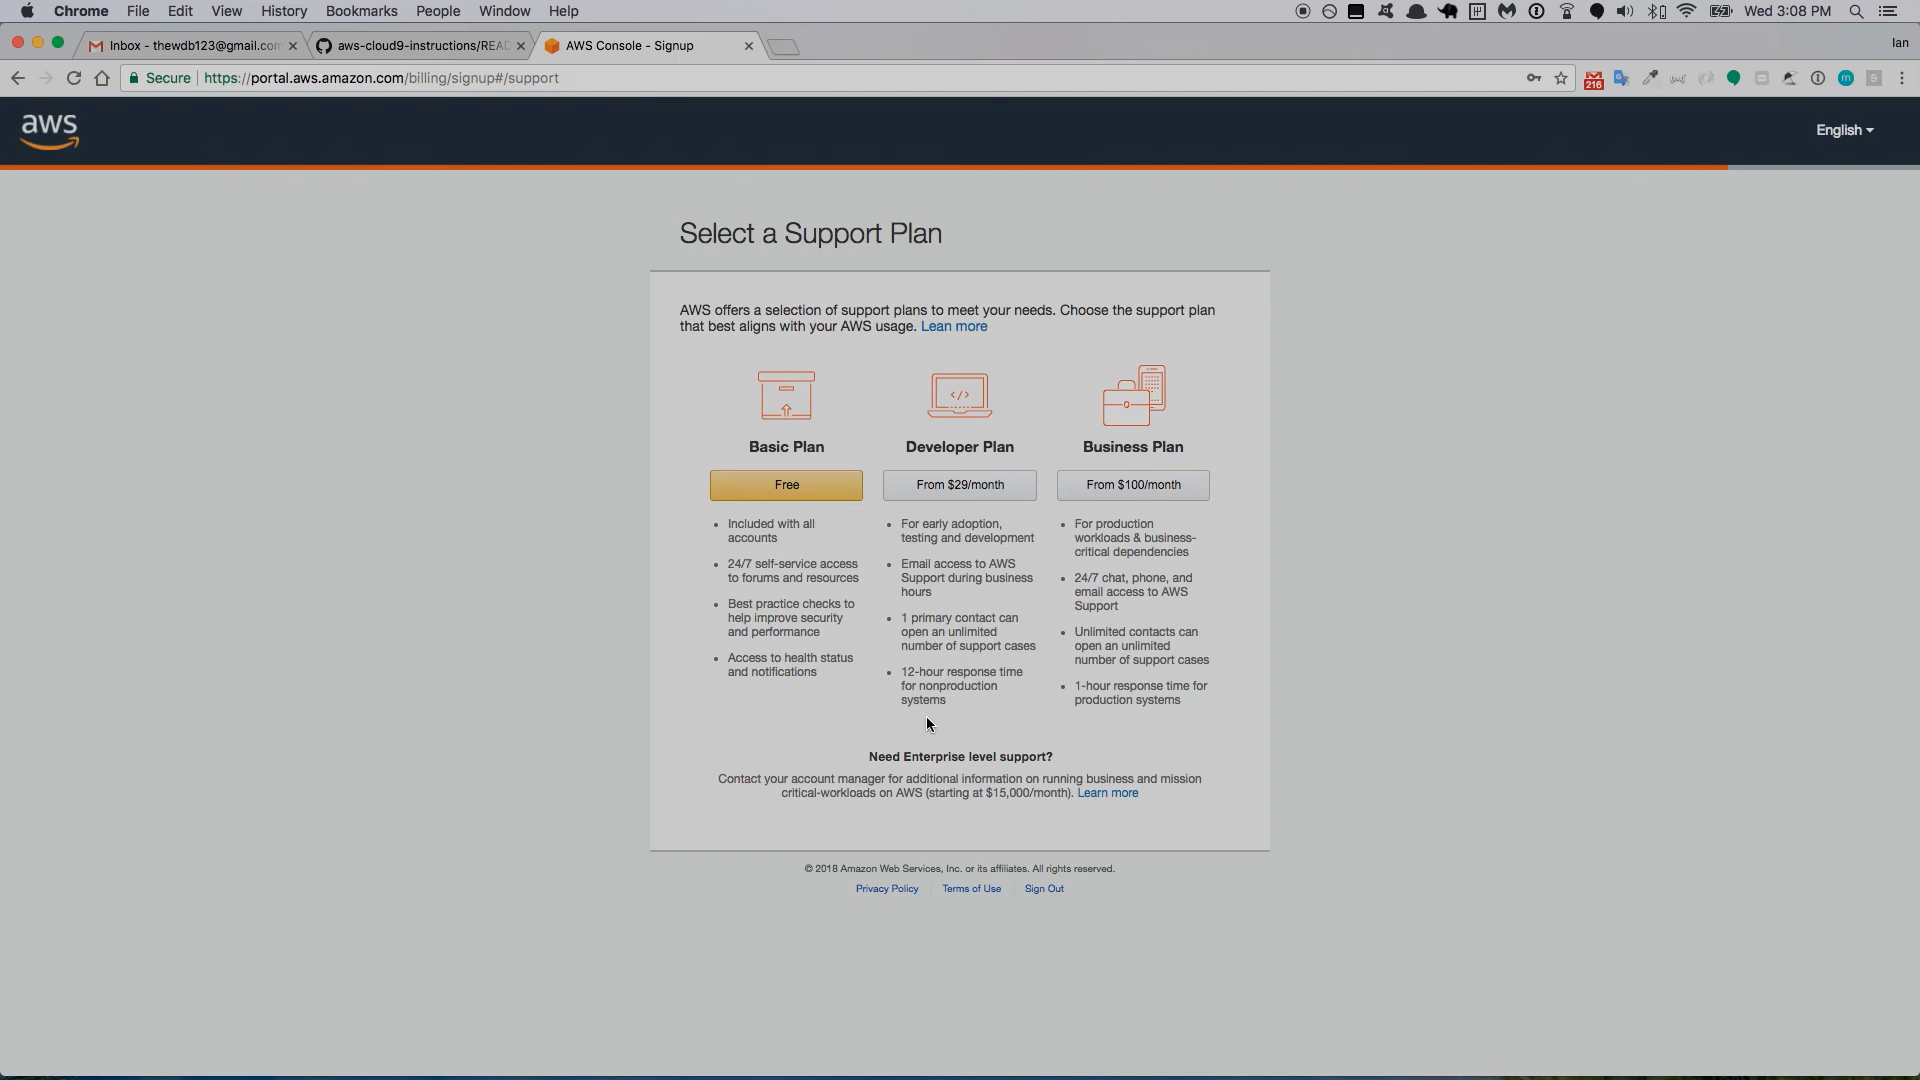 Chrome File Edit View History Bookmarks People Window Help Wed 3:08 PM
Inbox - thewdb123@gmail.com aws-cloud9-instructions/READ AWS Console - Signup Ian
Secure https://portal.aws.amazon.com/billing/signup#/support 216
aws English
Select a Support Plan
AWS offers a selection of support plans to meet your needs. Choose the support plan
that best aligns with your AWS usage. Lean more
</>
Basic Plan Developer Plan Business Plan
Free From $29/month From $100/month
Included with all
accounts
24/7 self-service access
to forums and resources
Best practice checks to
help improve security
and performance
Access to health status
and notifications
For early adoption,
testing and development
Email access to AWS
Support during business
hours
1 primary contact can
open an unlimited
number of support cases
12-hour response time
for nonproduction
systems
For production
workloads & business-
critical dependencies
24/7 chat, phone, and
email access to AWS
Support
Unlimited contacts can
open an unlimited
number of support cases
1-hour response time for
production systems
Need Enterprise level support?
Contact your account manager for additional information on running business and mission
critical-workloads on AWS (starting at $15,000/month). Learn more
© 2018 Amazon Web Services, Inc. or its affiliates. All rights reserved.
Privacy Policy Terms of Use Sign Out